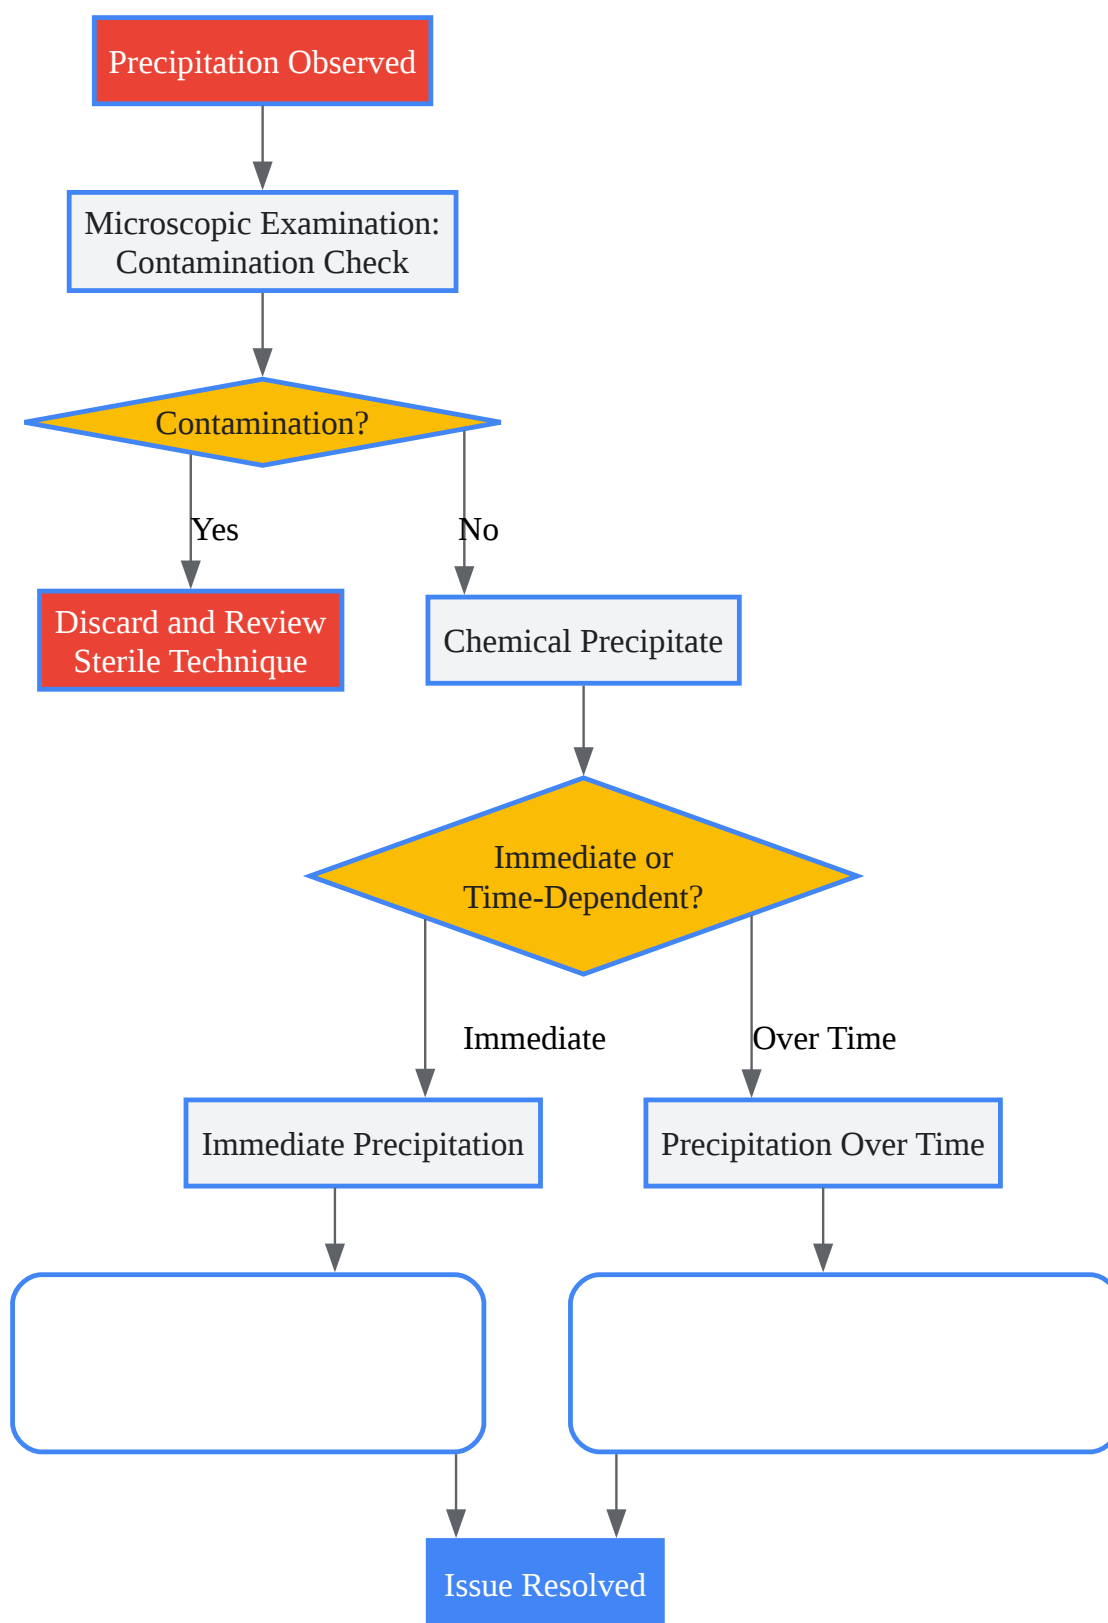 Precipitation Observed
Microscopic Examination:
Contamination Check
Contamination?
Yes
No
Discard and Review
Sterile Technique
Chemical Precipitate
Immediate or
Time-Dependent?
Immediate
Over Time
Immediate Precipitation
Precipitation Over Time
Issue Resolved